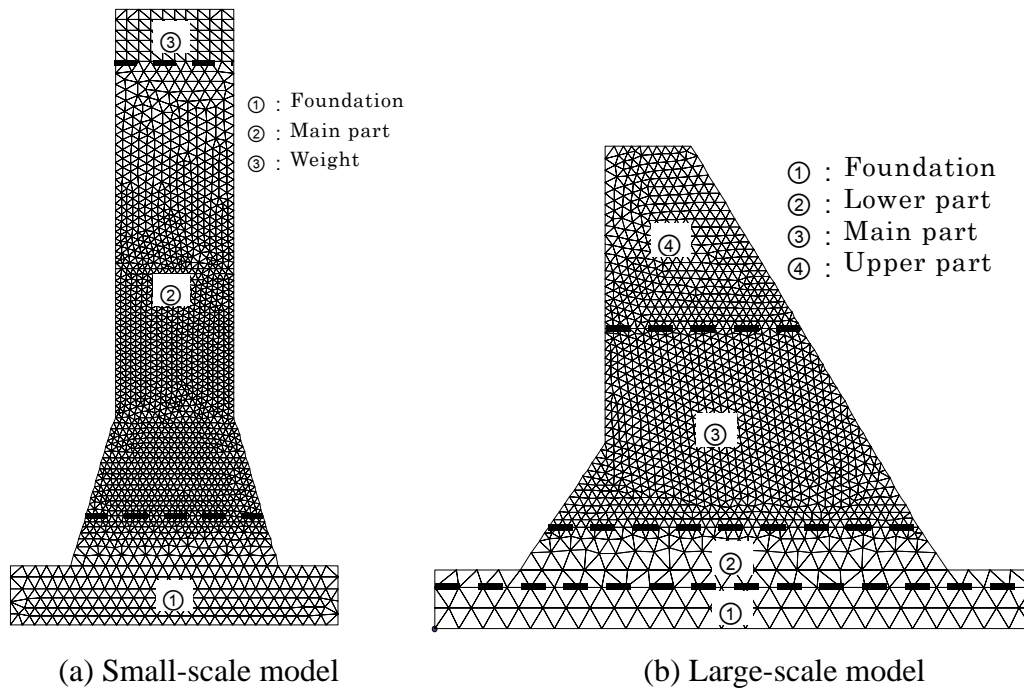 ③
① : Foundation
② : Main part
③ : Weight
②
①
(a) Small-scale model
① : Foundation
② : Lower part
③ : Main part
④ : Upper part
④
③
②
①
(b) Large-scale model